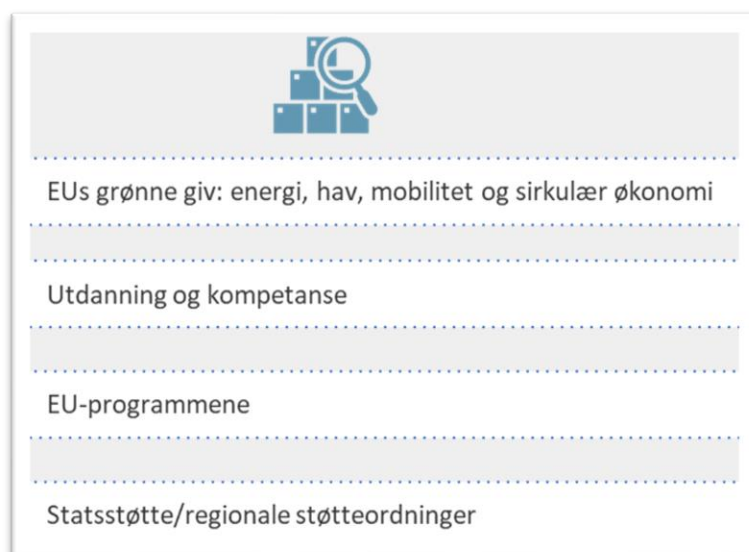 EUs grønne giv: energi, hav, mobilitet og sirkulær økonomi
Utdanning og kompetanse
EU-programmene
Statsstøtte/regionale støtteordninger